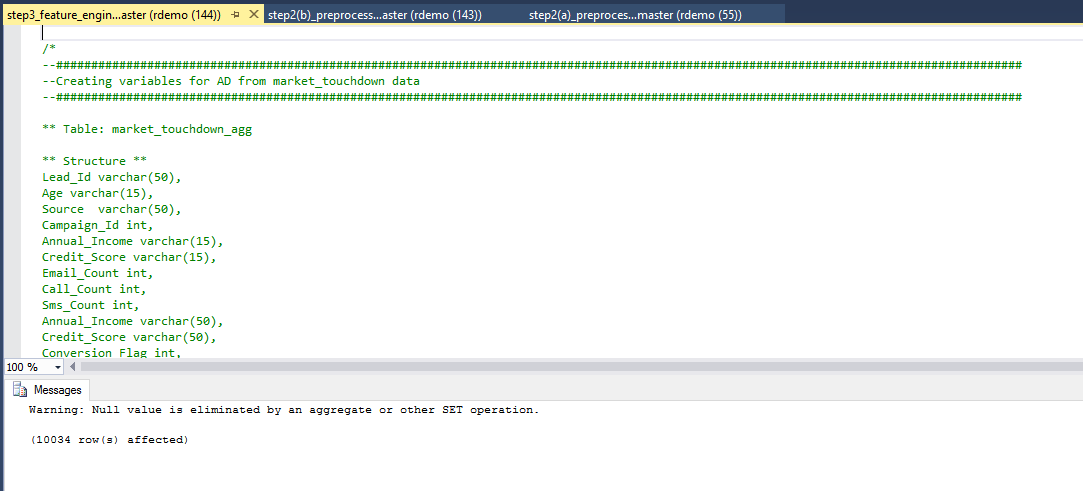 step3_feature_engin...aster (rdemo (144)) step2(b)_preprocess...aster (rdemo (143)) step2(a)_preproces...master (rdemo (55))
/*
--##########################################################################################################################################
--Creating variables for AD from market_touchdown data
--##########################################################################################################################################
** Table: market_touchdown_agg
** Structure **
Lead_Id varchar(50),
Age varchar(15),
Source  varchar(50),
Campaign_Id int,
Annual_Income varchar(15),
Credit_Score varchar(15),
Email_Count int,
Call_Count int,
Sms_Count int,
Annual_Income varchar(50),
Credit_Score varchar(50),
Conversion_Flag int,
100 %
Messages
Warning: Null value is eliminated by an aggregate or other SET operation.
(10034 row(s) affected)